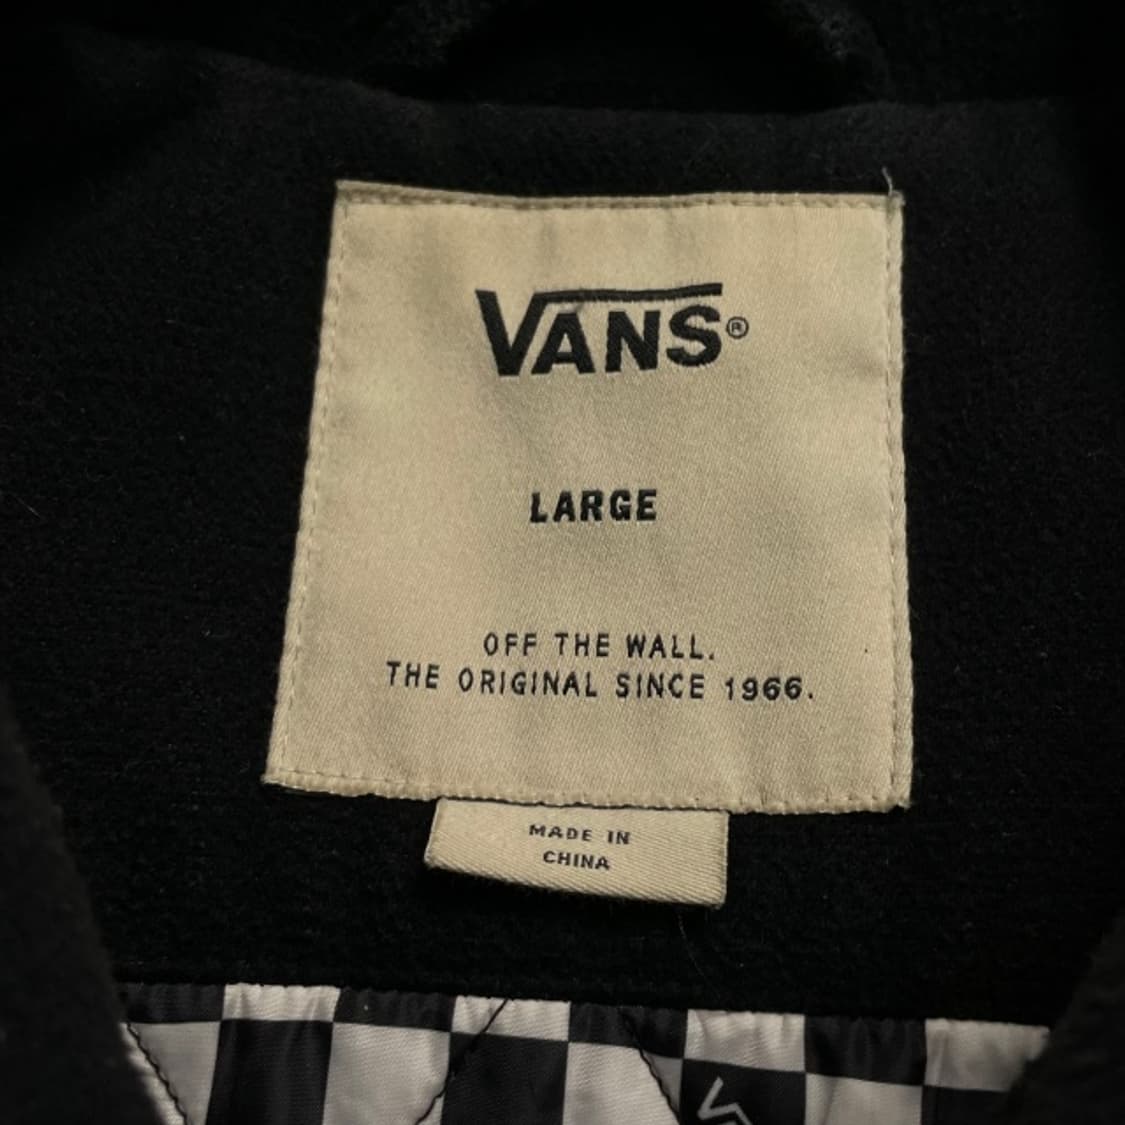 VANS®
LARGE
OFF THE WALL.
THE ORIGINAL SINCE 1966.
MADE IN
CHINA